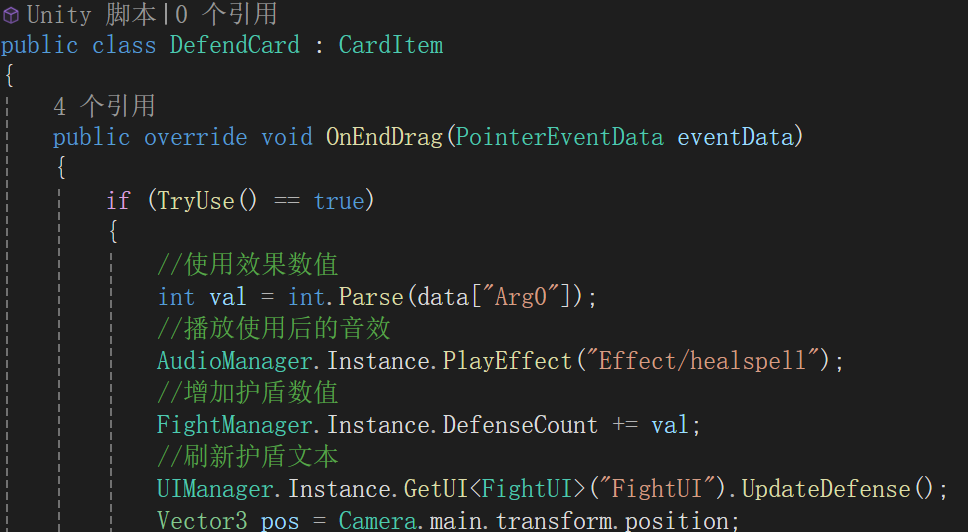 Unity 脚本|0 个引用
public class DefendCard : CardItem
{
4 个引用
public override void OnEndDrag(PointerEventData eventData)
{
if (TryUse() == true)
{
//使用效果数值
int val = int.Parse(data["Arg0"]);
//播放使用后的音效
AudioManager.Instance.PlayEffect("Effect/healspell");
//增加护盾数值
FightManager.Instance.DefenseCount += val;
//刷新护盾文本
UIManager.Instance.GetUI<FightUI>("FightUI").UpdateDefense();
Vector3 pos = Camera.main.transform.position;